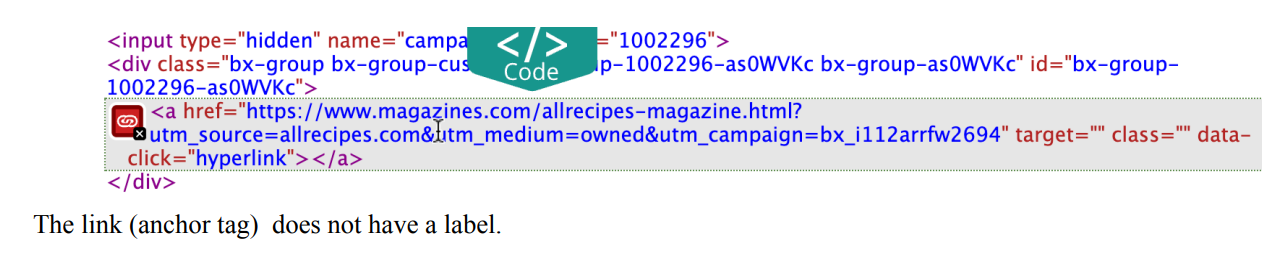 <input type="hidden" name="campa ="1002296">
</> Code
<div class="bx-group bx-group-cus p-1002296-as0WVKc bx-group-as0WVKc" id="bx-group-
1002296-as0WVKc">
<a href="https://www.magazines.com/allrecipes-magazine.html?
utm_source=allrecipes.com&utm_medium=owned&utm_campaign=bx_i112arrfw2694" target="" class="" data-
click="hyperlink"></a>
</div>
The link (anchor tag)  does not have a label.